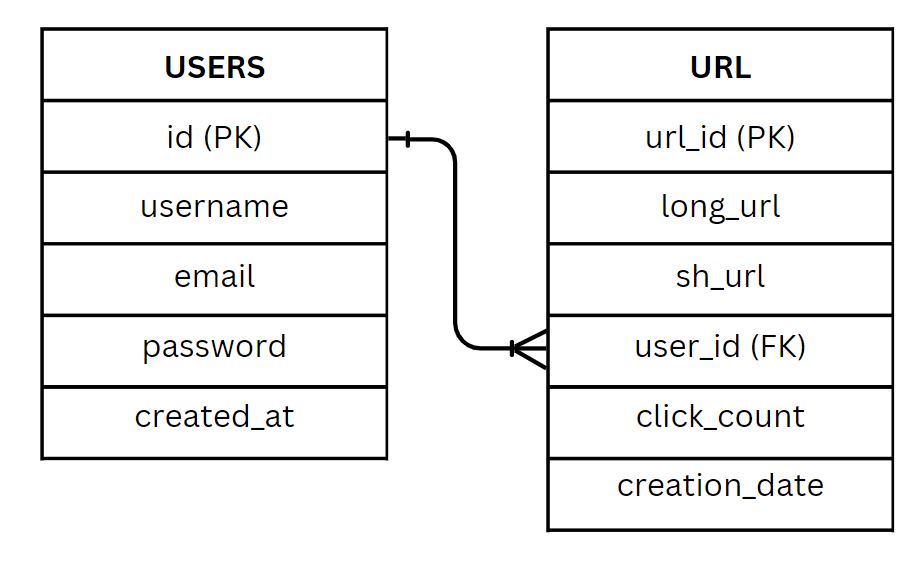 USERS
id (PK)
username
email
password
created_at
URL
url_id (PK)
long_url
sh_url
user_id (FK)
click_count
creation_date